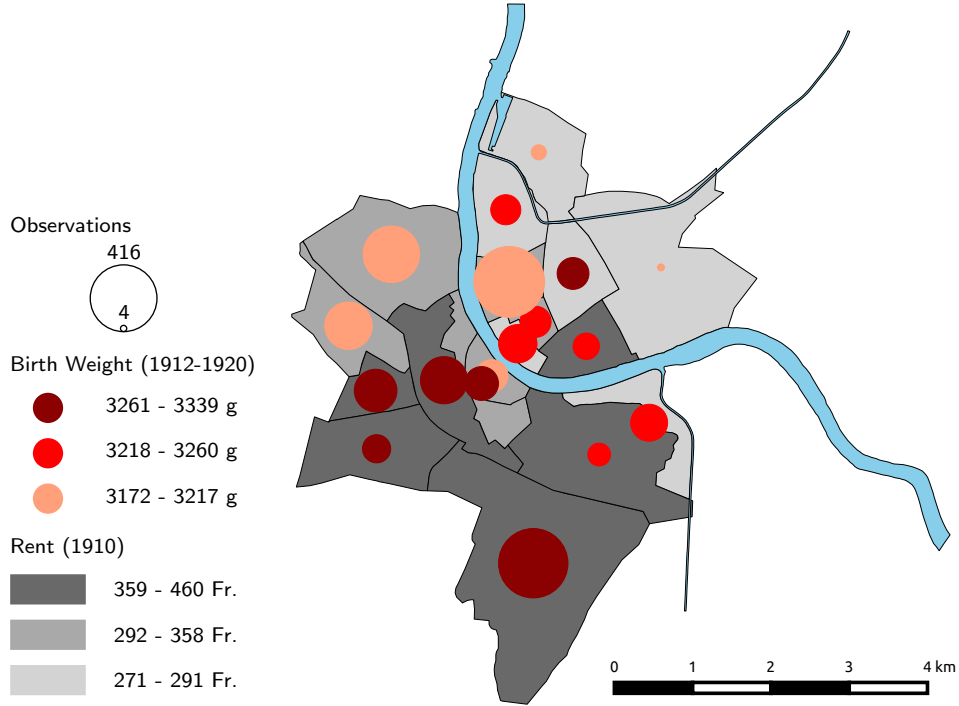 Observations
416
4
Birth Weight (1912-1920)
3261 - 3339 g
3218 - 3260 g
3172 - 3217 g
Rent (1910)
359 - 460 Fr.
292 - 358 Fr.
271 - 291 Fr.
0 1 2 3 4 km